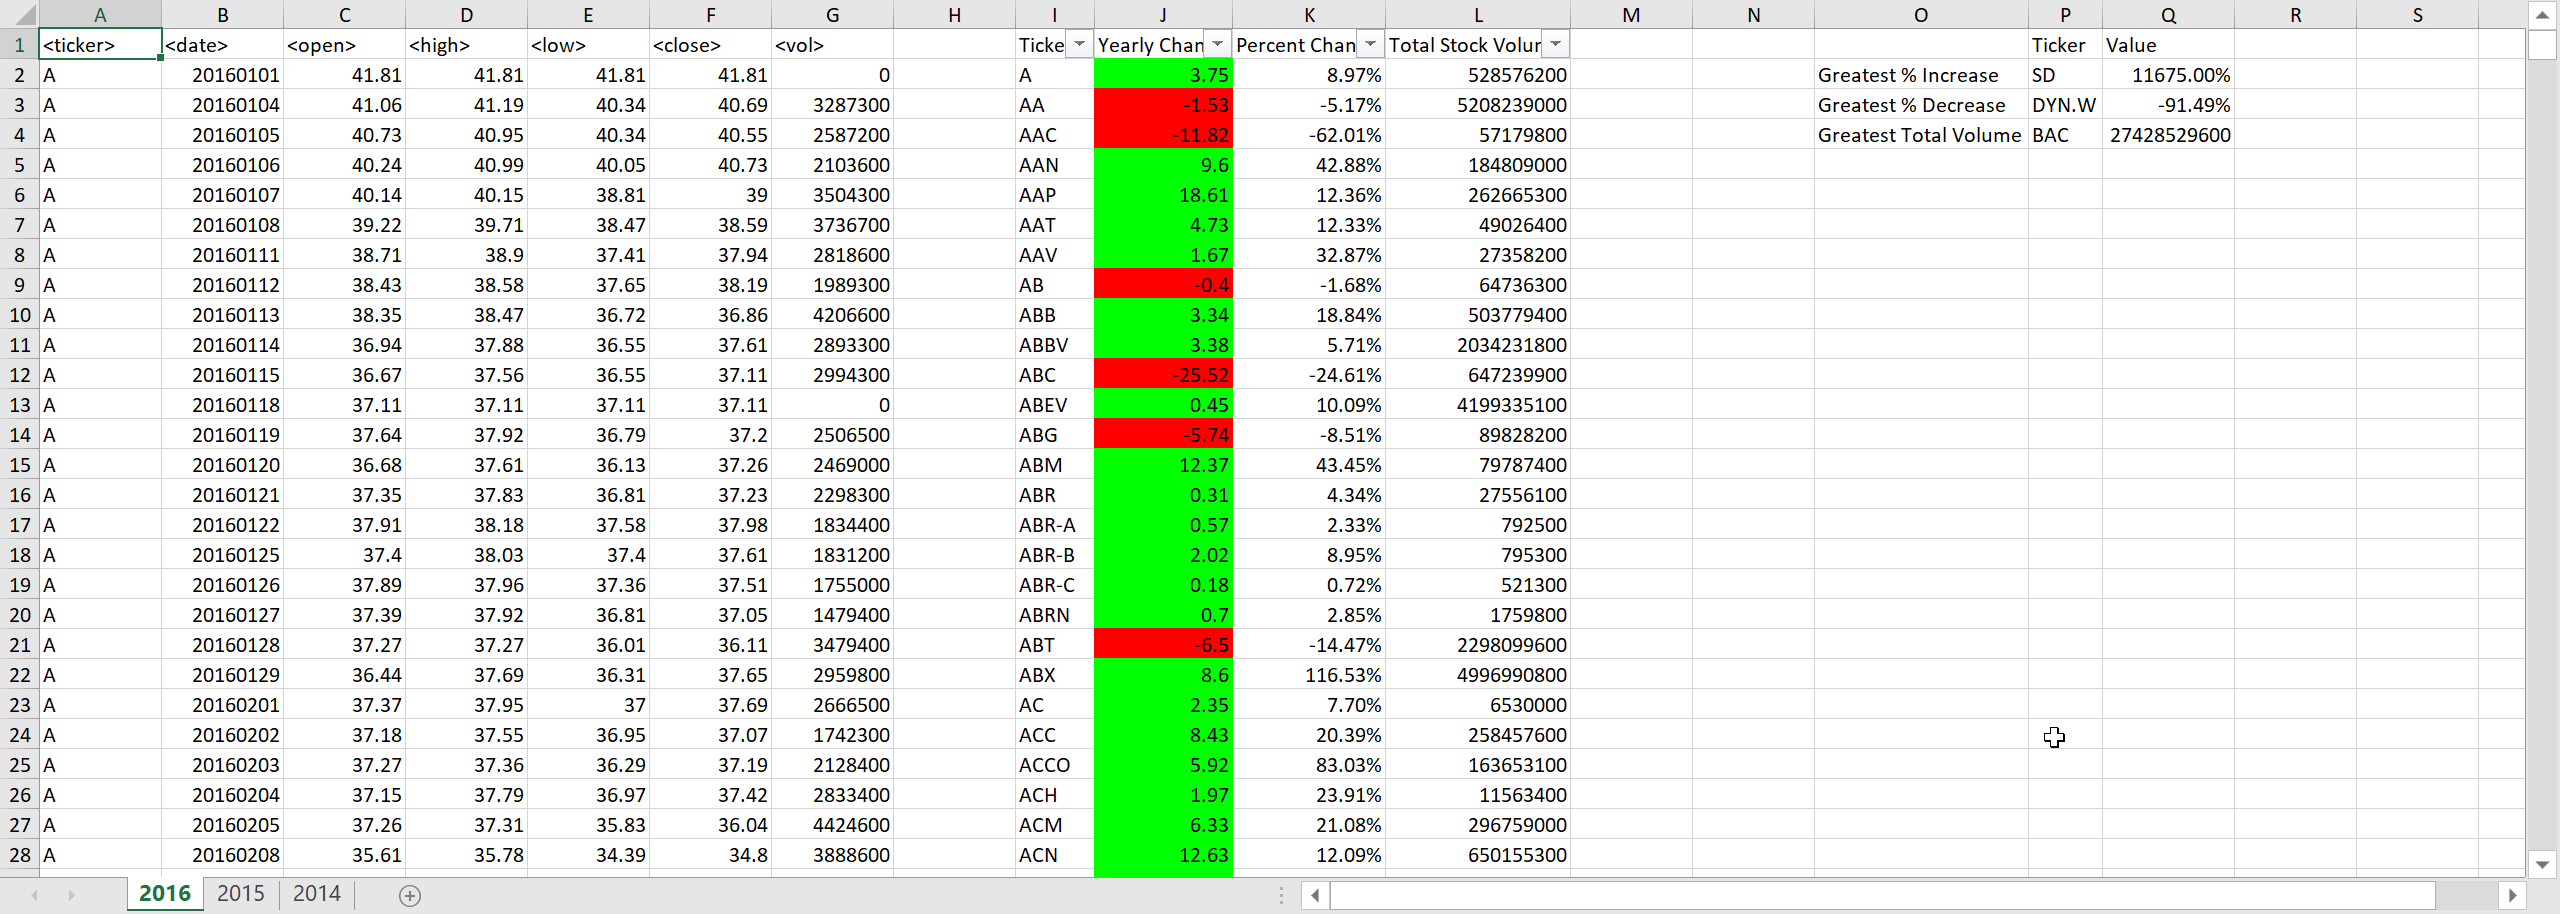 A B C D E F G H I J K L M N O P Q R S
1 <ticker> <date> <open> <high> <low> <close> <vol> Ticke Yearly Chan Percent Chan Total Stock Volur Ticker Value
2 A 20160101 41.81 41.81 41.81 41.81 0 A 3.75 8.97% 528576200 Greatest % Increase SD 11675.00%
3 A 20160104 41.06 41.19 40.34 40.69 3287300 AA -1.53 -5.17% 5208239000 Greatest % Decrease DYN.W -91.49%
4 A 20160105 40.73 40.95 40.34 40.55 2587200 AAC -11.82 -62.01% 57179800 Greatest Total Volume BAC 27428529600
5 A 20160106 40.24 40.99 40.05 40.73 2103600 AAN 9.6 42.88% 184809000
6 A 20160107 40.14 40.15 38.81 39 3504300 AAP 18.61 12.36% 262665300
7 A 20160108 39.22 39.71 38.47 38.59 3736700 AAT 4.73 12.33% 49026400
8 A 20160111 38.71 38.9 37.41 37.94 2818600 AAV 1.67 32.87% 27358200
9 A 20160112 38.43 38.58 37.65 38.19 1989300 AB -0.4 -1.68% 64736300
10 A 20160113 38.35 38.47 36.72 36.86 4206600 ABB 3.34 18.84% 503779400
11 A 20160114 36.94 37.88 36.55 37.61 2893300 ABBV 3.38 5.71% 2034231800
12 A 20160115 36.67 37.56 36.55 37.11 2994300 ABC -25.52 -24.61% 647239900
13 A 20160118 37.11 37.11 37.11 37.11 0 ABEV 0.45 10.09% 4199335100
14 A 20160119 37.64 37.92 36.79 37.2 2506500 ABG -5.74 -8.51% 89828200
15 A 20160120 36.68 37.61 36.13 37.26 2469000 ABM 12.37 43.45% 79787400
16 A 20160121 37.35 37.83 36.81 37.23 2298300 ABR 0.31 4.34% 27556100
17 A 20160122 37.91 38.18 37.58 37.98 1834400 ABR-A 0.57 2.33% 792500
18 A 20160125 37.4 38.03 37.4 37.61 1831200 ABR-B 2.02 8.95% 795300
19 A 20160126 37.89 37.96 37.36 37.51 1755000 ABR-C 0.18 0.72% 521300
20 A 20160127 37.39 37.92 36.81 37.05 1479400 ABRN 0.7 2.85% 1759800
21 A 20160128 37.27 37.27 36.01 36.11 3479400 ABT -6.5 -14.47% 2298099600
22 A 20160129 36.44 37.69 36.31 37.65 2959800 ABX 8.6 116.53% 4996990800
23 A 20160201 37.37 37.95 37 37.69 2666500 AC 2.35 7.70% 6530000
24 A 20160202 37.18 37.55 36.95 37.07 1742300 ACC 8.43 20.39% 258457600
25 A 20160203 37.27 37.36 36.29 37.19 2128400 ACCO 5.92 83.03% 163653100
26 A 20160204 37.15 37.79 36.97 37.42 2833400 ACH 1.97 23.91% 11563400
27 A 20160205 37.26 37.31 35.83 36.04 4424600 ACM 6.33 21.08% 296759000
28 A 20160208 35.61 35.78 34.39 34.8 3888600 ACN 12.63 12.09% 650155300
2016 2015 2014